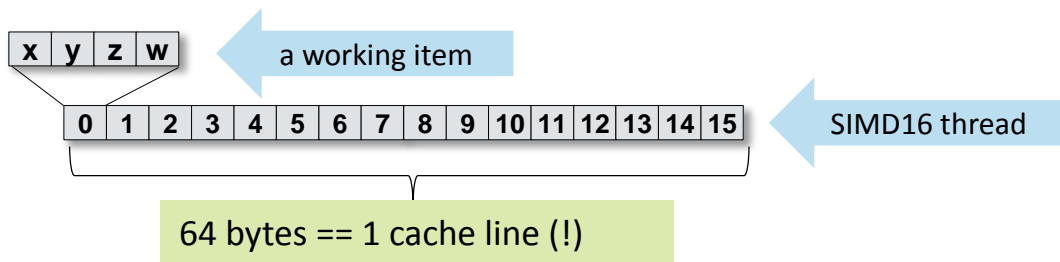 x y z w
a working item
0 1 2 3 4 5 6 7 8 9 10 11 12 13 14 15
SIMD16 thread
64 bytes == 1 cache line (!)